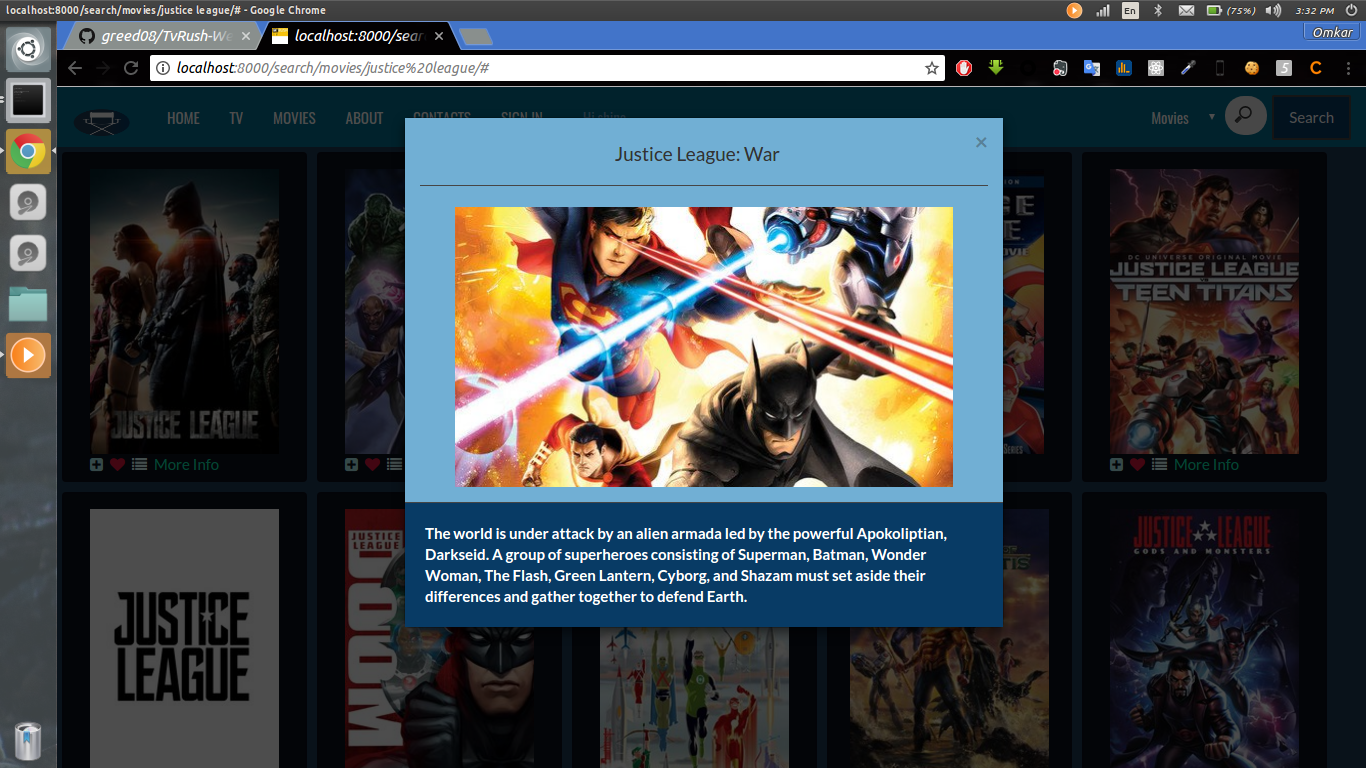 localhost:8000/search/movies/justice league/# - Google Chrome
En
(75%)
3:32 PM
greed08/TvRush-We
localhost:8000/sear
Omkar
localhost:8000/search/movies/justice%20league/#
HOME
TV
MOVIES
ABOUT
CONTACTS
SIGN IN
Movies
Search
×
Justice League: War
JUSTICE LEAGUE
DC UNIVERSE ORIGINAL MOVIE
JUSTICE LEAGUE
TEEN TITANS
More Info
More Info
The world is under attack by an alien armada led by the powerful Apokoliptian,
Darkseid. A group of superheroes consisting of Superman, Batman, Wonder
Woman, The Flash, Green Lantern, Cyborg, and Shazam must set aside their
differences and gather together to defend Earth.
JUSTICE
LEAGUE
JUSTICE
LEAGUE
DOOM
JUSTICE LEAGUE
GODS AND MONSTERS